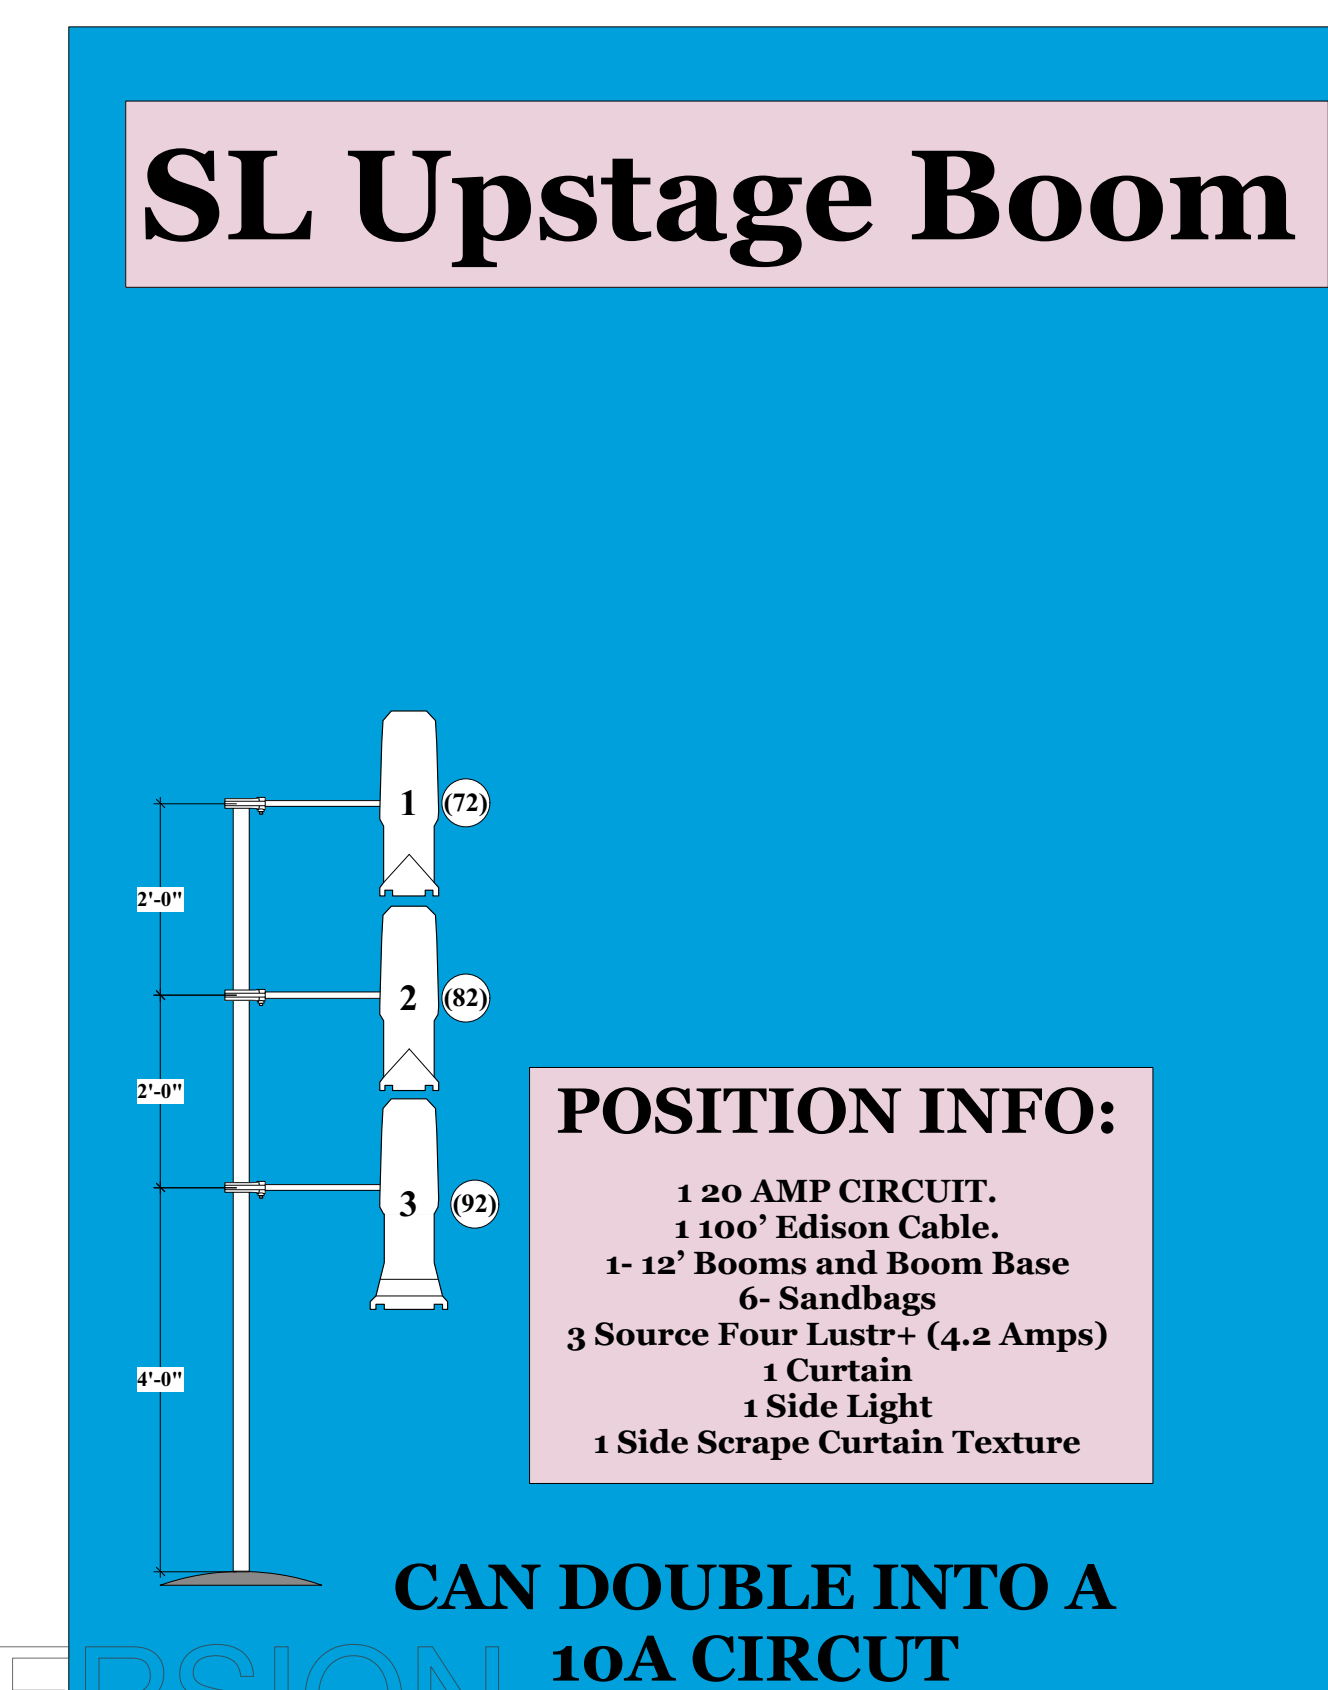 SL Upstage Boom
1 (72)
2'-0"
2 (82)
2'-0"
POSITION INFO:
1 20 AMP CIRCUIT.
1 100’ Edison Cable.
3 (92)
1- 12’ Booms and Boom Base
6- Sandbags
3 Source Four Lustr+ (4.2 Amps)
4'-0"
1 Curtain
1 Side Light
1 Side Scrape Curtain Texture
CAN DOUBLE INTO A
10A CIRCUT
ERSION